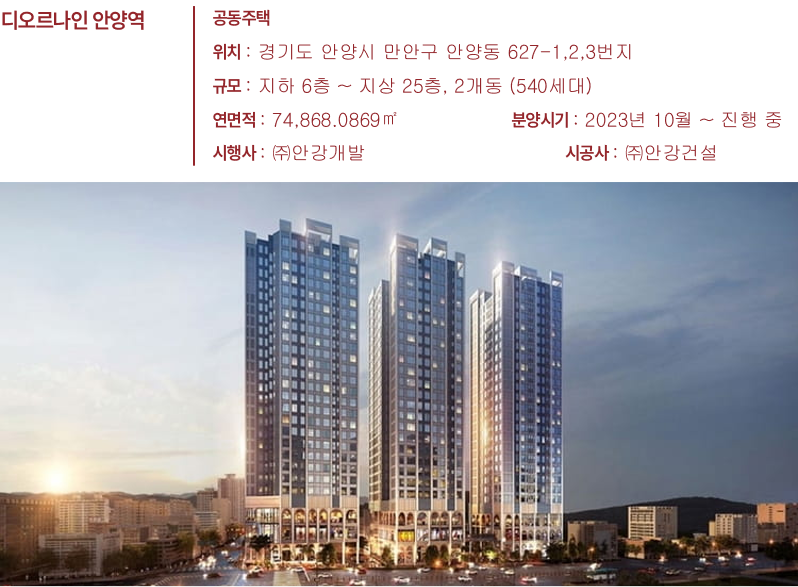 디오르나인 안양역
공동주택
위치 : 경기도 안양시 만안구 안양동 627-1,2,3번지
규모 : 지하 6층 ~ 지상 25층, 2개동 (540세대)
연면적 : 74,868.0869㎡ 분양시기 : 2023년 10월 ~ 진행 중
시행사 : ㈜안강개발 시공사 : ㈜안강건설